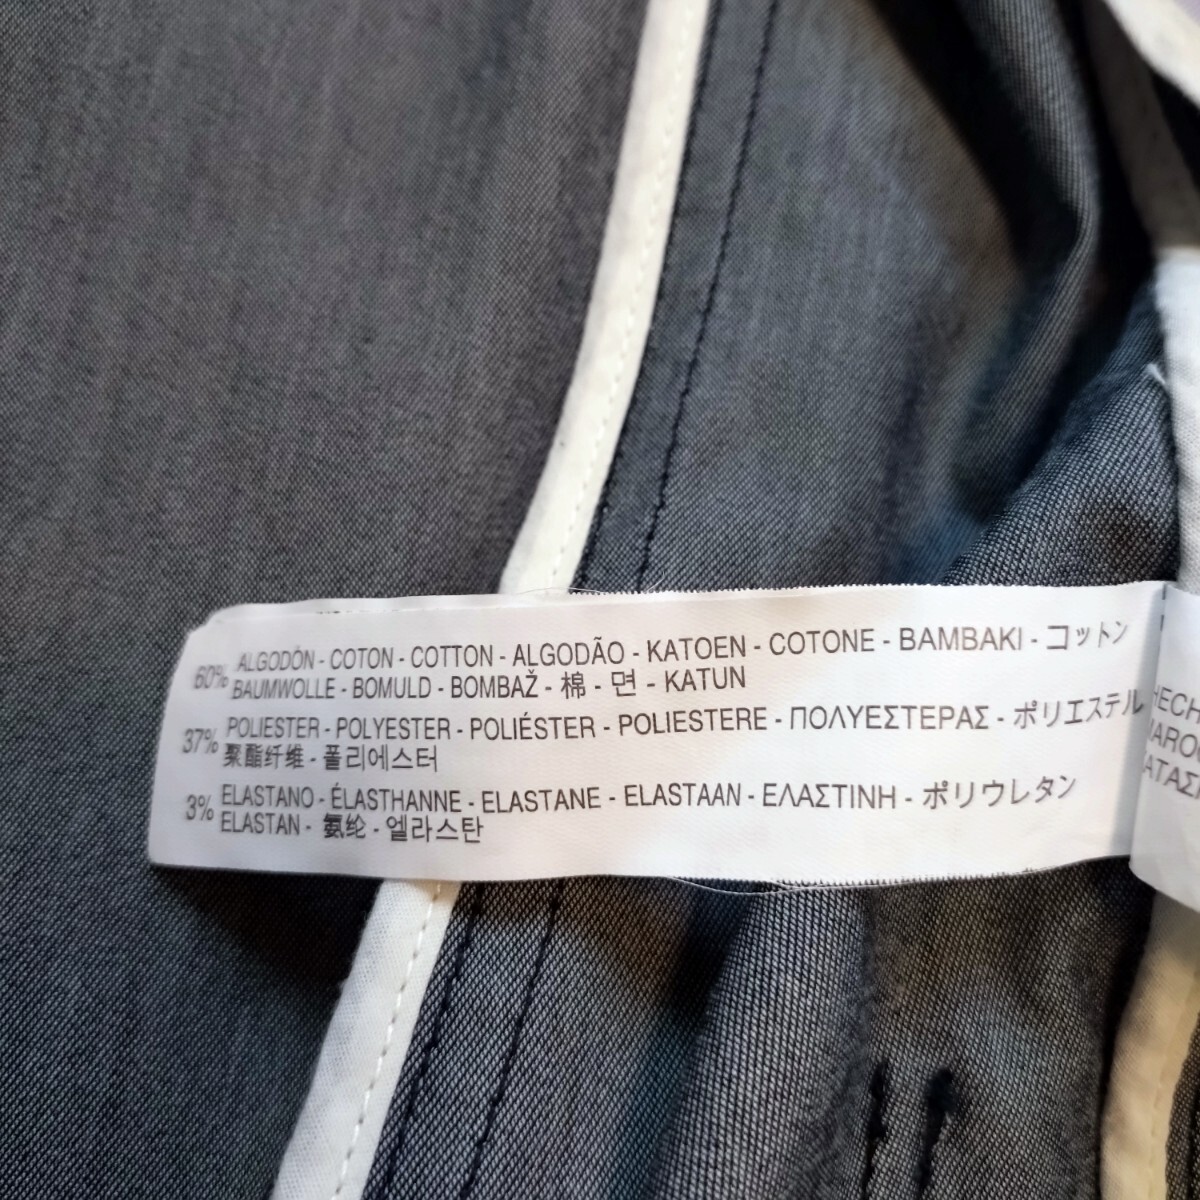 60% ALGODÓN - COTON - COTTON - ALGODÃO - KATOEN - COTONE - BAMBAKI - コットン
BAUMWOLLE - BOMULD - BOMBAŽ - 棉 - 면 - KATUN
37% POLIESTER - POLYESTER - POLIÉSTER - POLIESTERE - ΠΟΛΥΕΣΤΕΡΑΣ - ポリエステル
聚酯纤维 - 폴리에스터
3% ELASTANO - ÉLASTHANNE - ELASTANE - ELASTAAN - ΕΛΑΣΤΙΝΗ - ポリウレタン
ELASTAN - 氨纶 - 엘라스탄